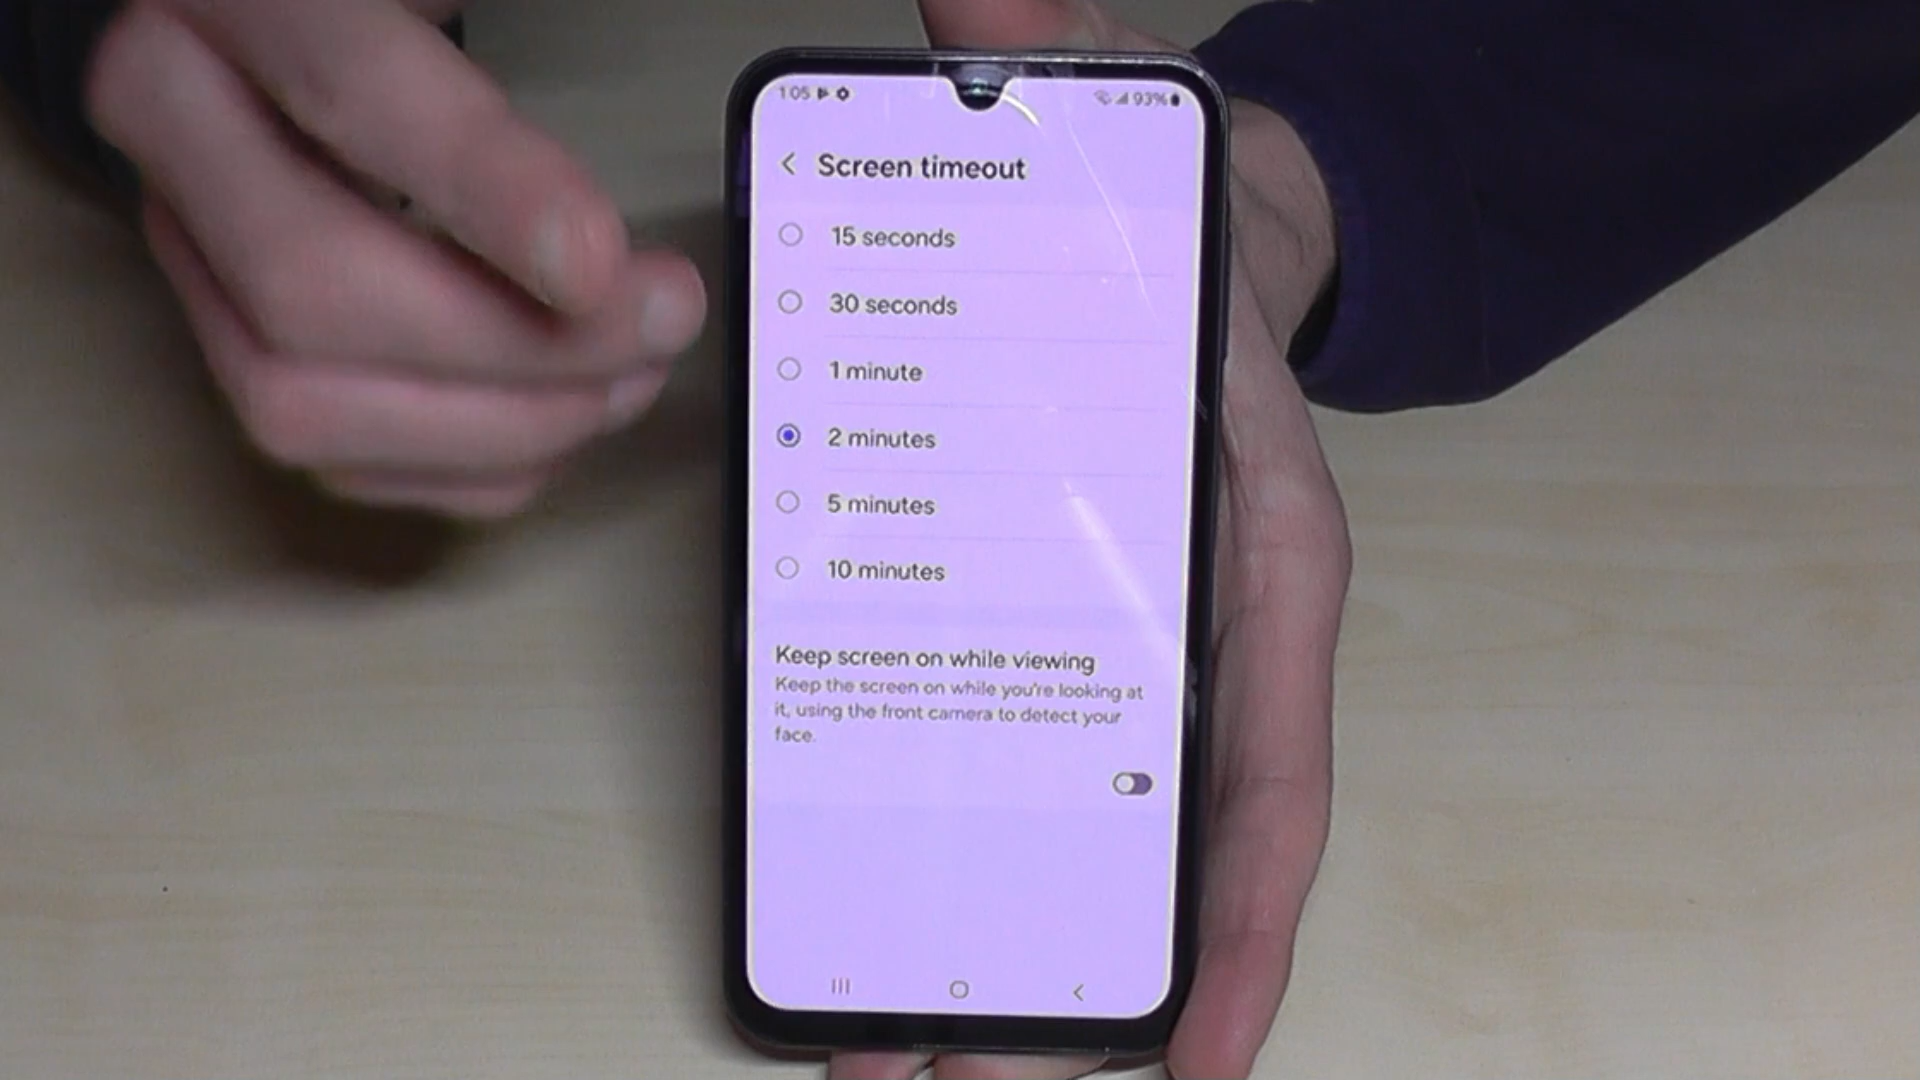 1:05 93%
Screen timeout
15 seconds
30 seconds
1 minute
2 minutes
5 minutes
10 minutes
Keep screen on while viewing
Keep the screen on while you're looking at
it, using the front camera to detect your
face.